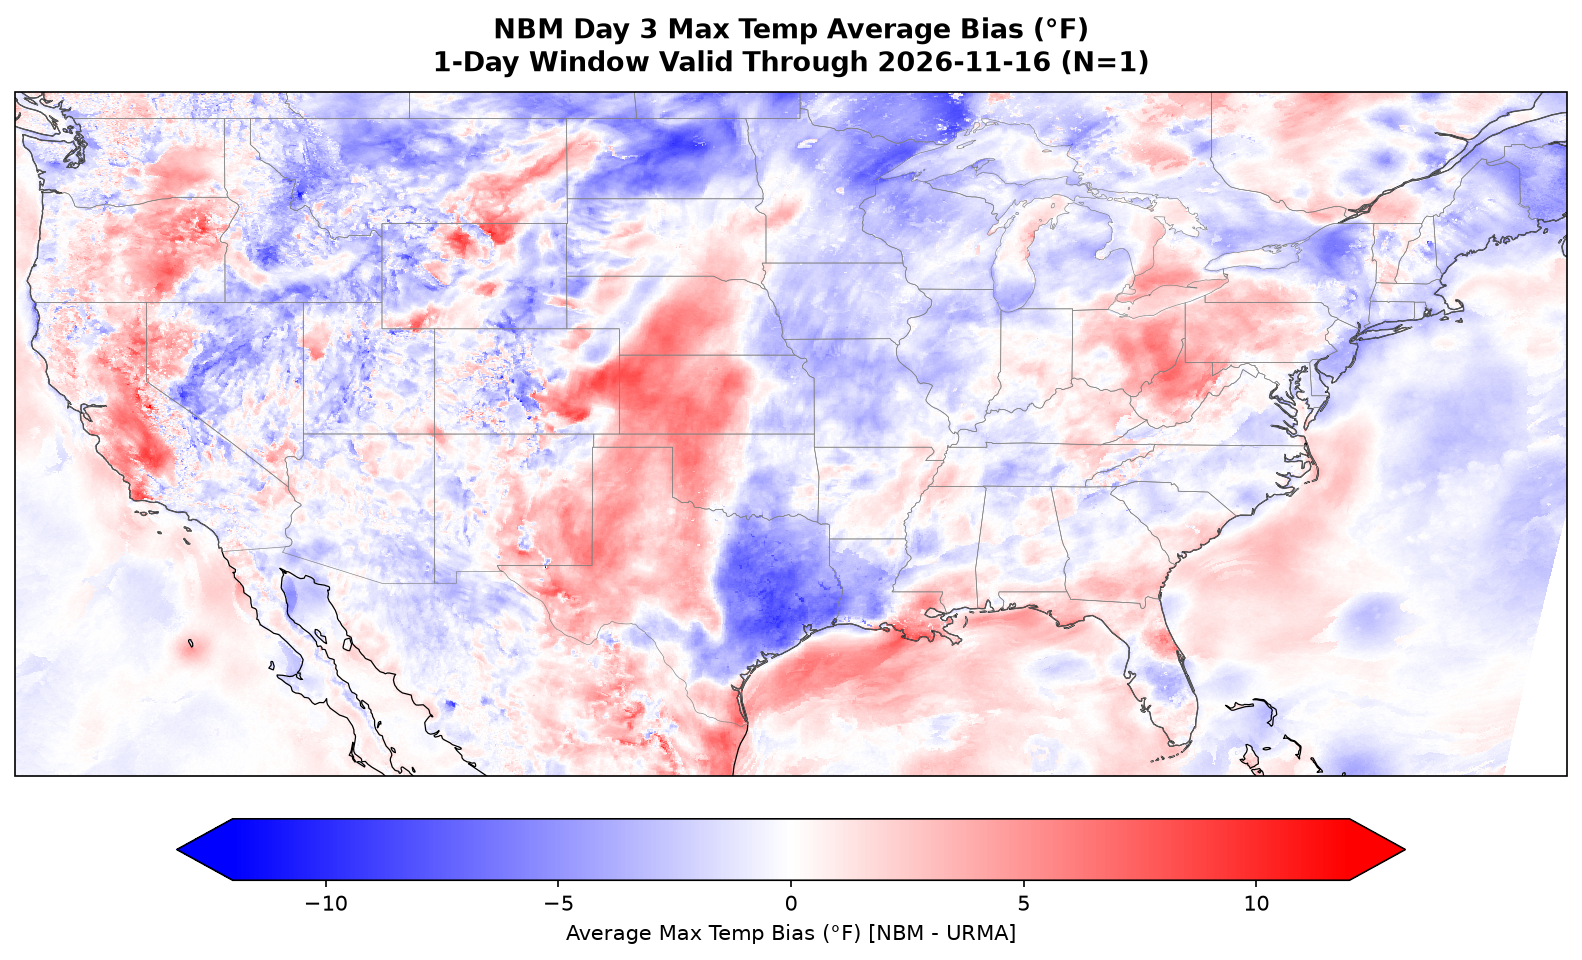 NBM Day 3 Max Temp Average Bias (°F)
1-Day Window Valid Through 2026-11-16 (N=1)
−10 −5 0 5 10
Average Max Temp Bias (°F) [NBM - URMA]